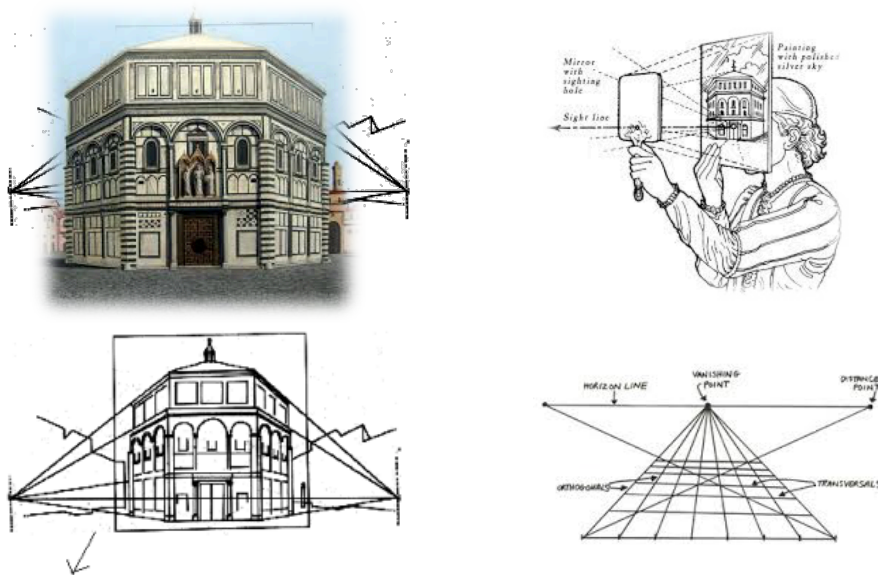 Mirror
with
sighting
hole
Painting
with polished
silver sky
Sight line
VANISHING
POINT
HORIZON LINE
DISTANCE
POINT
ORTHOGONALS
TRANSVERSALS